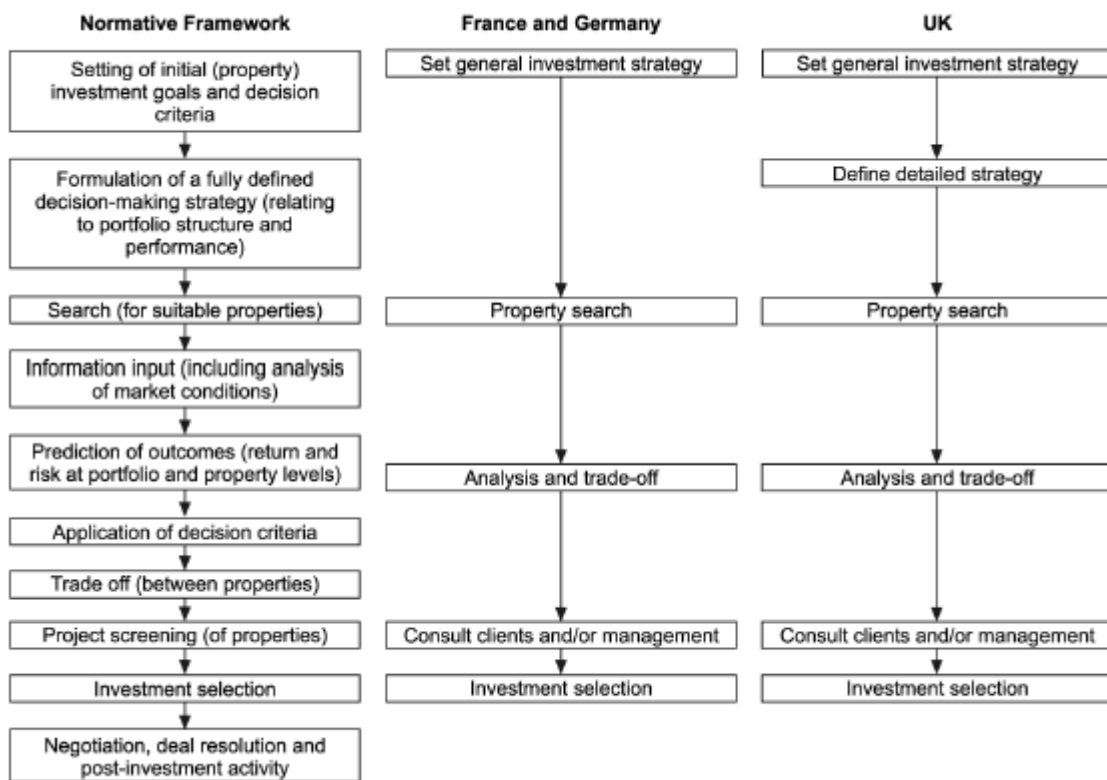 Normative Framework
Setting of initial (property)
investment goals and decision
criteria
Formulation of a fully defined
decision-making strategy (relating
to portfolio structure and
performance)
Search (for suitable properties)
Information input (including analysis
of market conditions)
Prediction of outcomes (return and
risk at portfolio and property levels)
Application of decision criteria
Trade off (between properties)
Project screening (of properties)
Investment selection
Negotiation, deal resolution and
post-investment activity
France and Germany
Set general investment strategy
Property search
Analysis and trade-off
Consult clients and/or management
Investment selection
UK
Set general investment strategy
Define detailed strategy
Property search
Analysis and trade-off
Consult clients and/or management
Investment selection